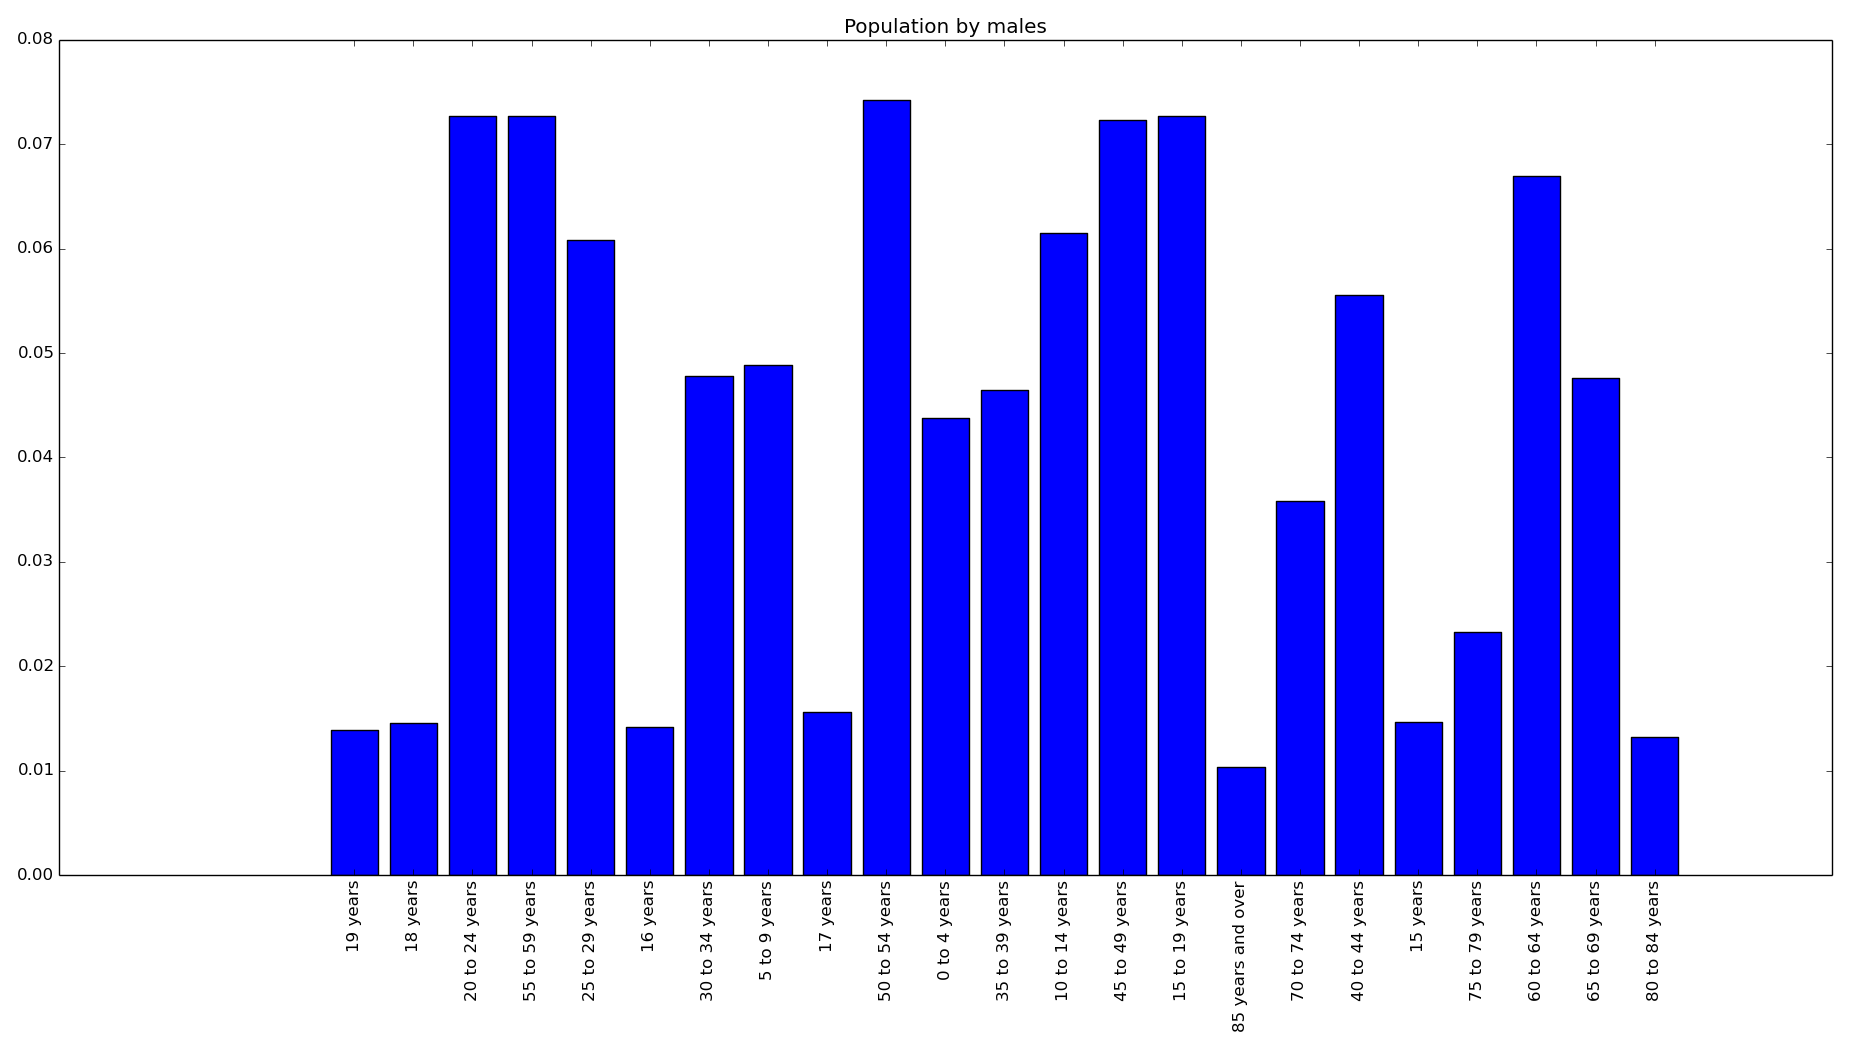 Population by males
0.08
0.07
0.06
0.05
0.04
0.03
0.02
0.01
0.00
19 years
18 years
20 to 24 years
55 to 59 years
25 to 29 years
16 years
30 to 34 years
5 to 9 years
17 years
50 to 54 years
0 to 4 years
35 to 39 years
10 to 14 years
45 to 49 years
15 to 19 years
85 years and over
70 to 74 years
40 to 44 years
15 years
75 to 79 years
60 to 64 years
65 to 69 years
80 to 84 years